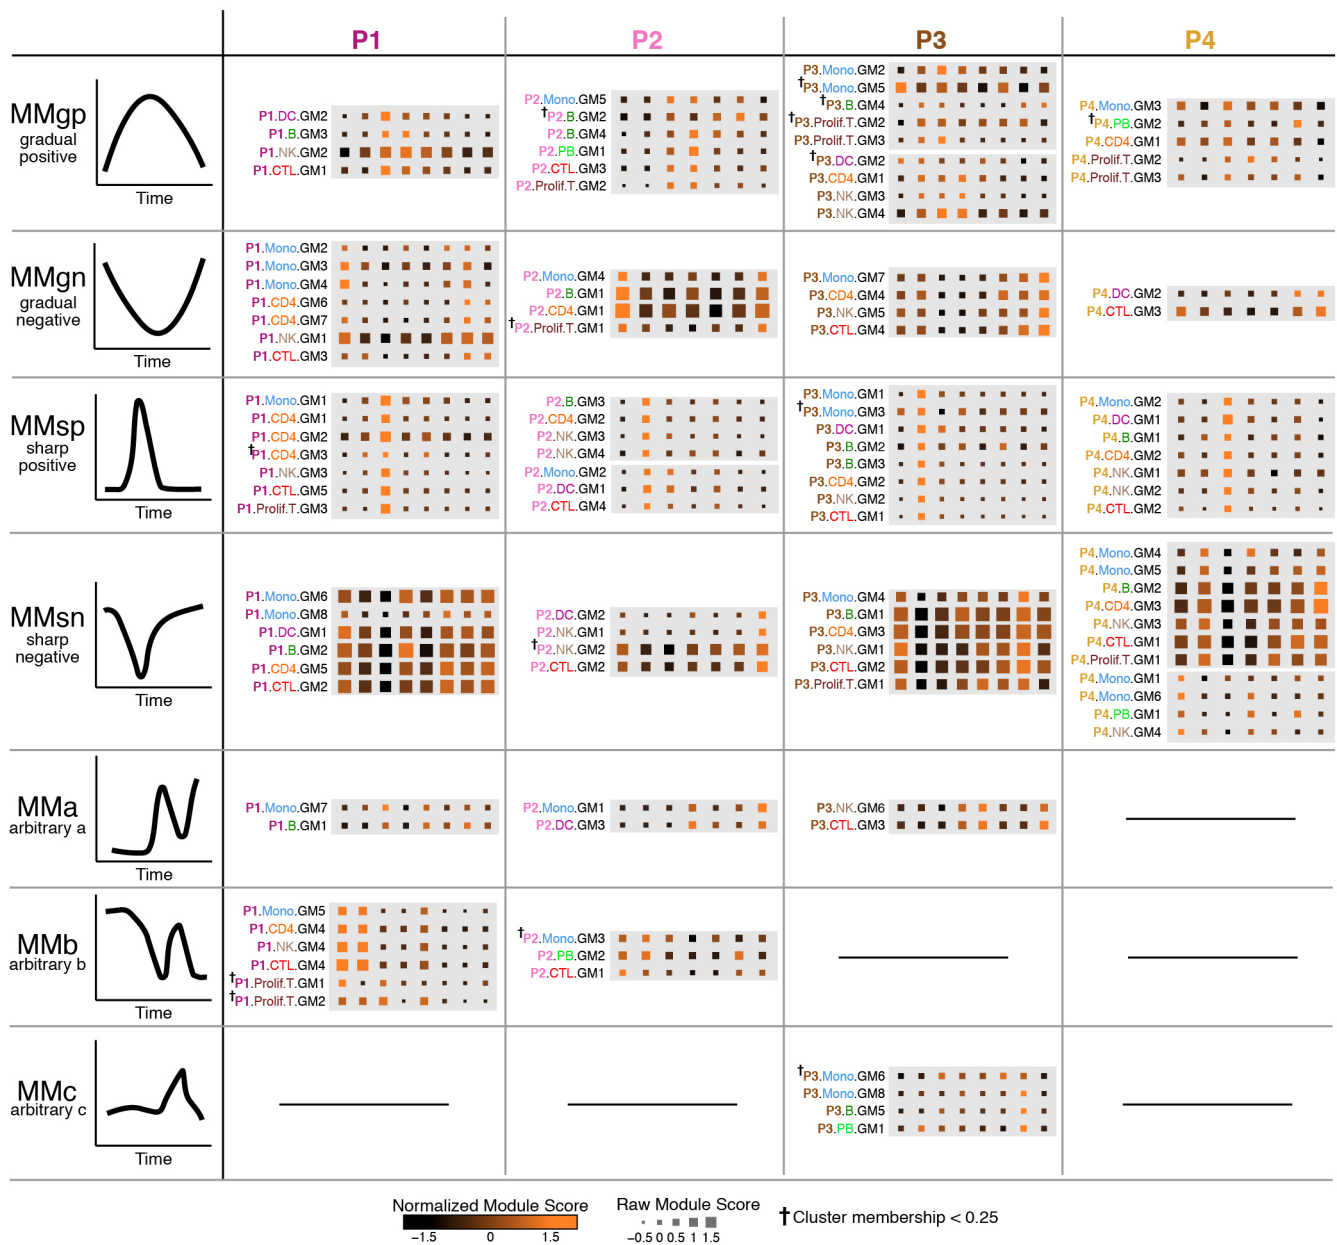 P1 P2 P3 P4
MMgp
gradual
positive
Time
P1.DC.GM2
P1.B.GM3
P1.NK.GM2
P1.CTL.GM1
P2.Mono.GM5
†P2.B.GM2
P2.B.GM4
P2.PB.GM1
P2.CTL.GM3
P2.Prolif.T.GM2
P3.Mono.GM2
†P3.Mono.GM5
†P3.B.GM4
†P3.Prolif.T.GM2
P3.Prolif.T.GM3
†P3.DC.GM2
P3.CD4.GM1
P3.NK.GM3
P3.NK.GM4
P4.Mono.GM3
†P4.PB.GM2
P4.CD4.GM1
P4.Prolif.T.GM2
P4.Prolif.T.GM3
MMgn
gradual
negative
Time
P1.Mono.GM2
P1.Mono.GM3
P1.Mono.GM4
P1.CD4.GM6
P1.CD4.GM7
P1.NK.GM1
P1.CTL.GM3
P2.Mono.GM4
P2.B.GM1
P2.CD4.GM1
†P2.Prolif.T.GM1
P3.Mono.GM7
P3.CD4.GM4
P3.NK.GM5
P3.CTL.GM4
P4.DC.GM2
P4.CTL.GM3
MMsp
sharp
positive
Time
P1.Mono.GM1
P1.CD4.GM1
P1.CD4.GM2
†P1.CD4.GM3
P1.NK.GM3
P1.CTL.GM5
P1.Prolif.T.GM3
P2.B.GM3
P2.CD4.GM2
P2.NK.GM3
P2.NK.GM4
P2.Mono.GM2
P2.DC.GM1
P2.CTL.GM4
P3.Mono.GM1
†P3.Mono.GM3
P3.DC.GM1
P3.B.GM2
P3.B.GM3
P3.CD4.GM2
P3.NK.GM2
P3.CTL.GM1
P4.Mono.GM2
P4.DC.GM1
P4.B.GM1
P4.CD4.GM2
P4.NK.GM1
P4.NK.GM2
P4.CTL.GM2
MMsn
sharp
negative
Time
P1.Mono.GM6
P1.Mono.GM8
P1.DC.GM1
P1.B.GM2
P1.CD4.GM5
P1.CTL.GM2
P2.DC.GM2
P2.NK.GM1
†P2.NK.GM2
P2.CTL.GM2
P3.Mono.GM4
P3.B.GM1
P3.CD4.GM3
P3.NK.GM1
P3.CTL.GM2
P3.Prolif.T.GM1
P4.Mono.GM4
P4.Mono.GM5
P4.B.GM2
P4.CD4.GM3
P4.NK.GM3
P4.CTL.GM1
P4.Prolif.T.GM1
P4.Mono.GM1
P4.Mono.GM6
P4.PB.GM1
P4.NK.GM4
MMa
arbitrary a
Time
P1.Mono.GM7
P1.B.GM1
P2.Mono.GM1
P2.DC.GM3
P3.NK.GM6
P3.CTL.GM3
MMb
arbitrary b
Time
P1.Mono.GM5
P1.CD4.GM4
P1.NK.GM4
P1.CTL.GM4
†P1.Prolif.T.GM1
†P1.Prolif.T.GM2
†P2.Mono.GM3
P2.PB.GM2
P2.CTL.GM1
MMc
arbitrary c
Time
†P3.Mono.GM6
P3.Mono.GM8
P3.B.GM5
P3.PB.GM1
Normalized Module Score
−1.5 0 1.5
Raw Module Score
−0.5 0 0.5 1 1.5
† Cluster membership < 0.25